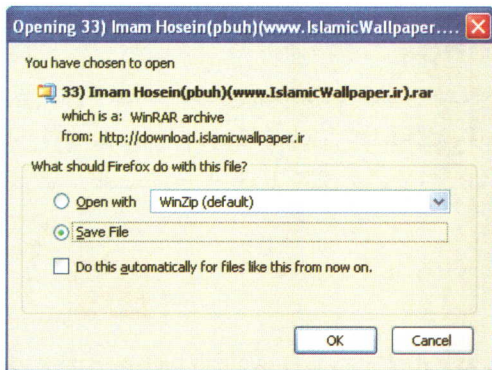 Opening 33) Imam Hosein(pbuh)(www.IslamicWallpaper....
You have chosen to open
33) Imam Hosein(pbuh)(www.IslamicWallpaper.ir).rar
which is a: WinRAR archive
from: http://download.islamicwallpaper.ir
What should Firefox do with this file?
Open with WinZip (default)
Save File
Do this automatically for files like this from now on.
OK Cancel